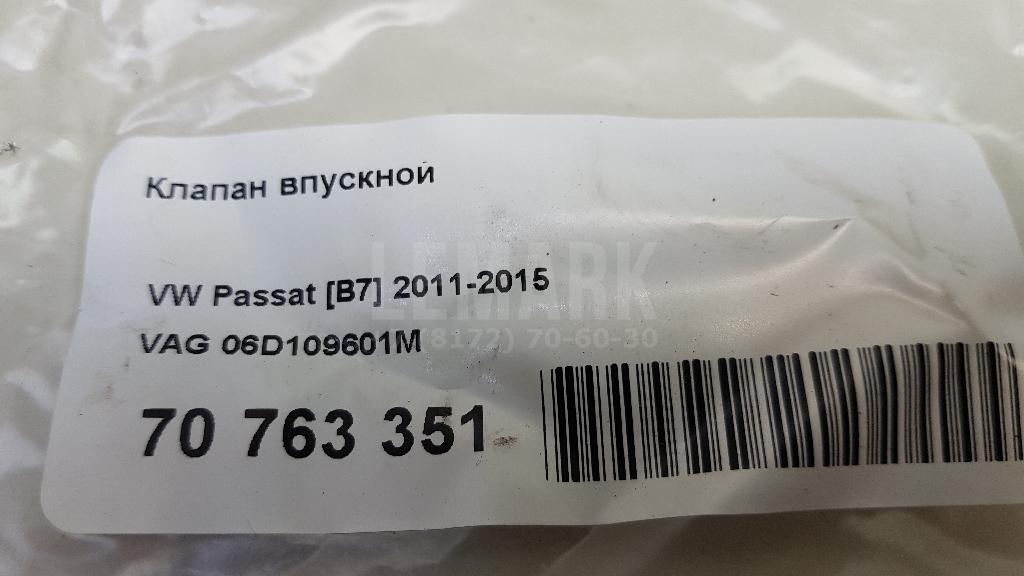 Клапан впускной
LEMARK
VW Passat [B7] 2011-2015
(8172) 70-60-30
VAG 06D109601M
70 763 351